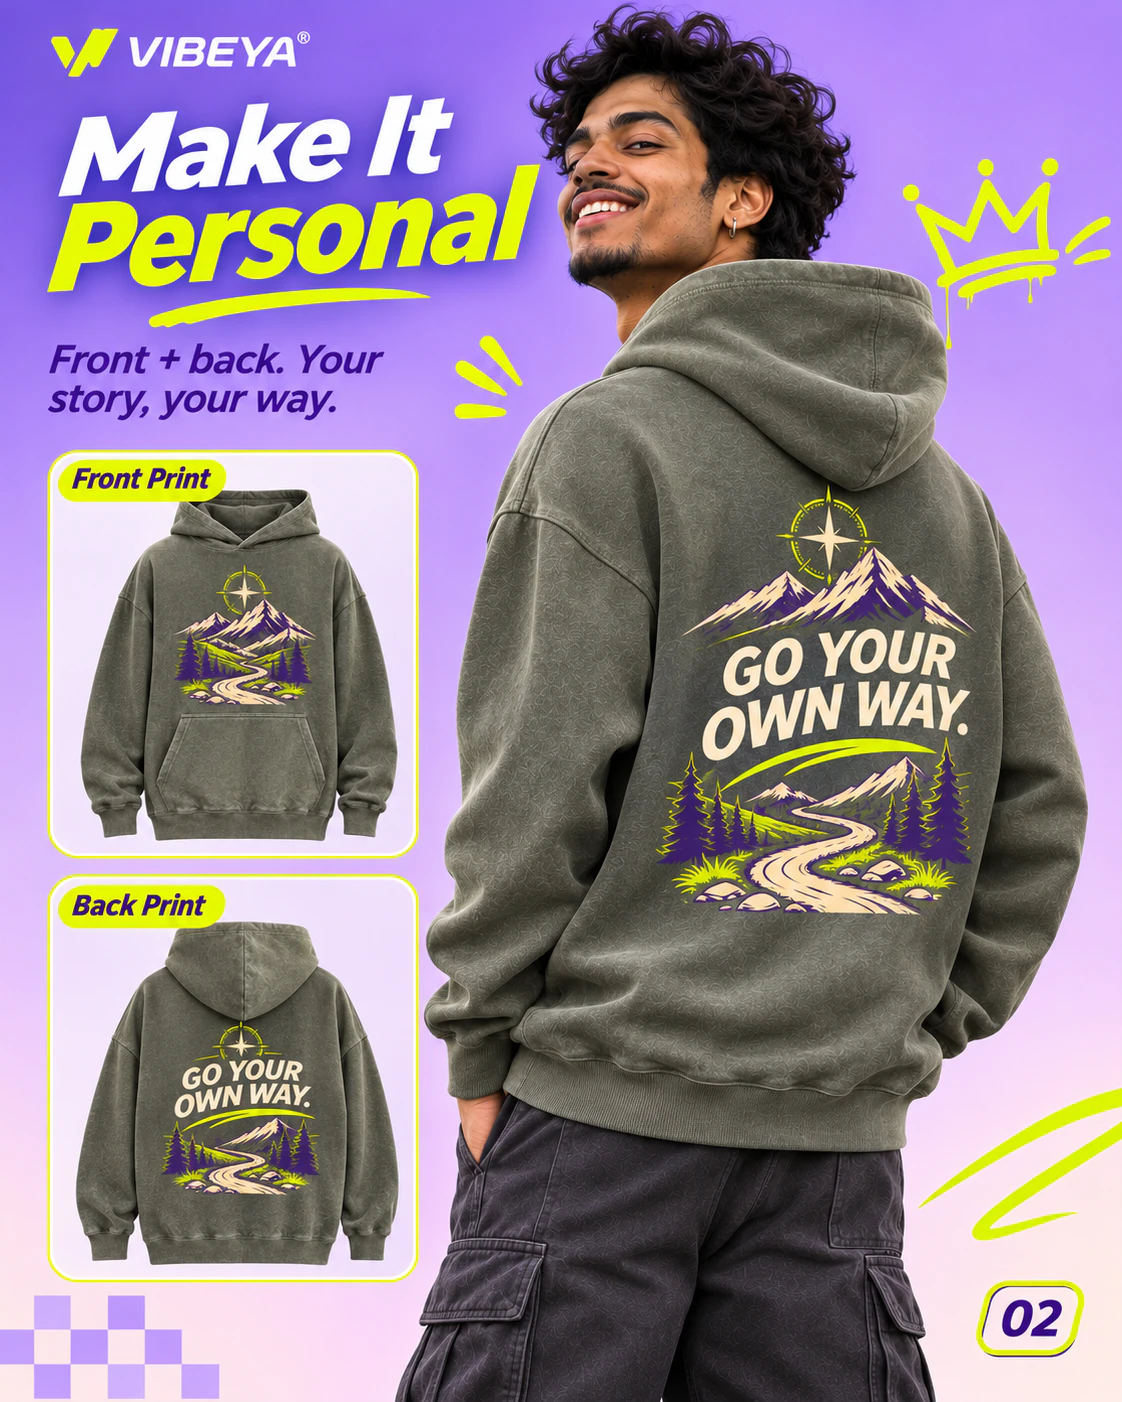 VIBEYA®
Make It
Personal
Front + back. Your
story, your way.
Front Print
GO YOUR
OWN WAY.
Back Print
GO YOUR
OWN WAY.
02